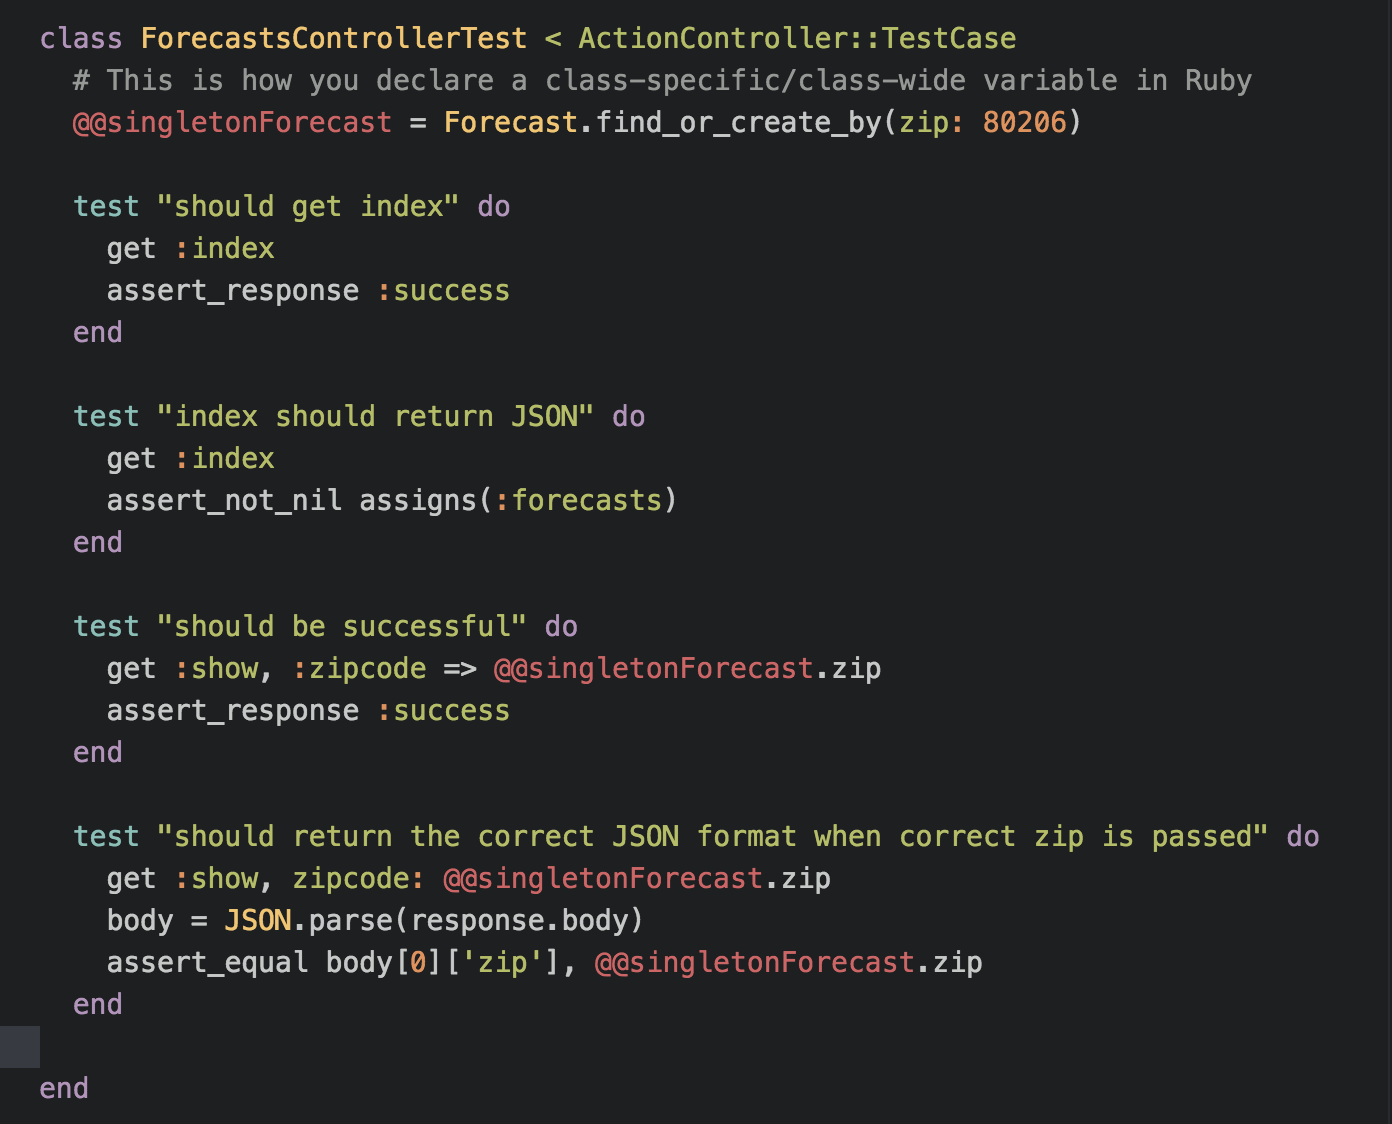 class ForecastsControllerTest < ActionController::TestCase
  # This is how you declare a class-specific/class-wide variable in Ruby
  @@singletonForecast = Forecast.find_or_create_by(zip: 80206)

  test "should get index" do
    get :index
    assert_response :success
  end

  test "index should return JSON" do
    get :index
    assert_not_nil assigns(:forecasts)
  end

  test "should be successful" do
    get :show, :zipcode => @@singletonForecast.zip
    assert_response :success
  end

  test "should return the correct JSON format when correct zip is passed" do
    get :show, zipcode: @@singletonForecast.zip
    body = JSON.parse(response.body)
    assert_equal body[0]['zip'], @@singletonForecast.zip
  end

end